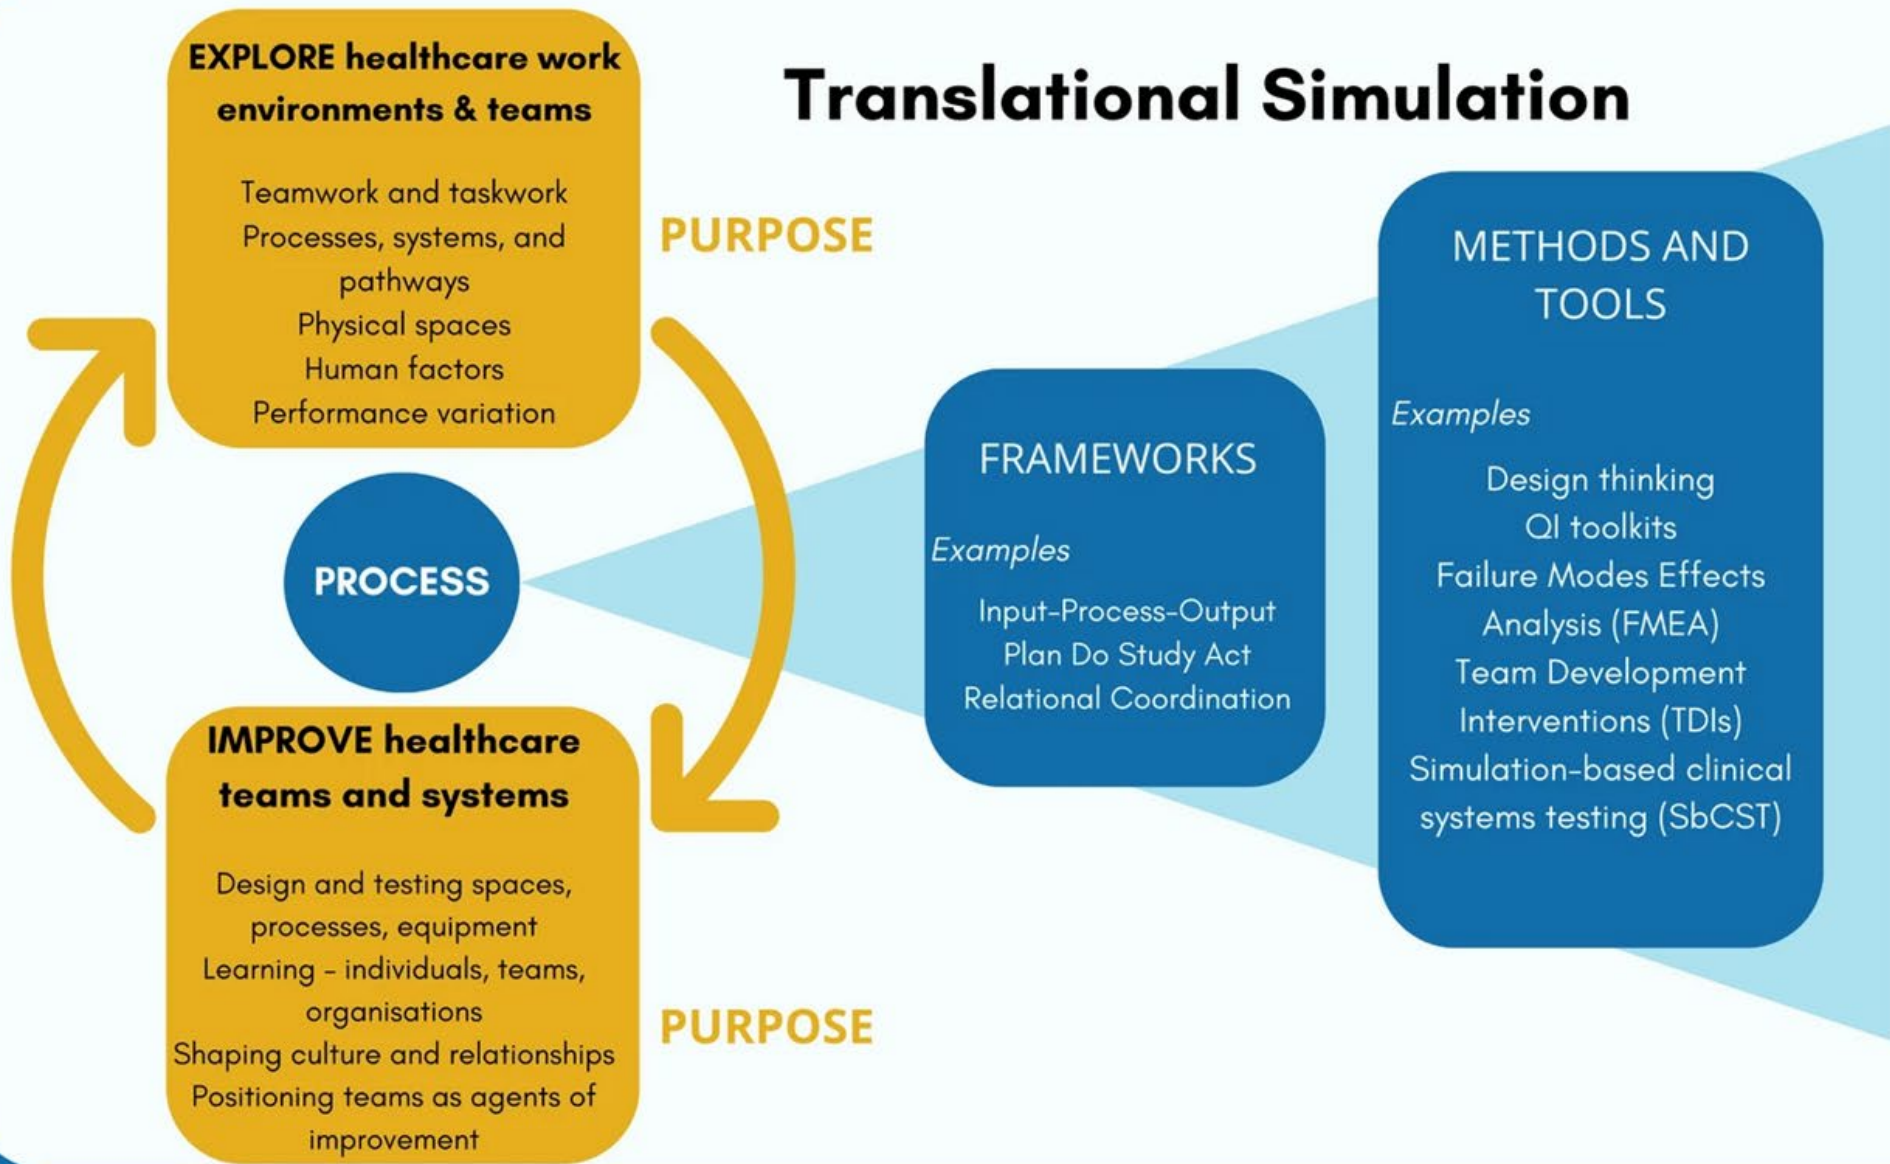 Translational Simulation
EXPLORE healthcare work
environments & teams
Teamwork and taskwork
Processes, systems, and
pathways
Physical spaces
Human factors
Performance variation
PURPOSE
PROCESS
IMPROVE healthcare
teams and systems
Design and testing spaces,
processes, equipment
Learning - individuals, teams,
organisations
Shaping culture and relationships
Positioning teams as agents of
improvement
PURPOSE
FRAMEWORKS
Examples
Input-Process-Output
Plan Do Study Act
Relational Coordination
METHODS AND
TOOLS
Examples
Design thinking
QI toolkits
Failure Modes Effects
Analysis (FMEA)
Team Development
Interventions (TDIs)
Simulation-based clinical
systems testing (SbCST)